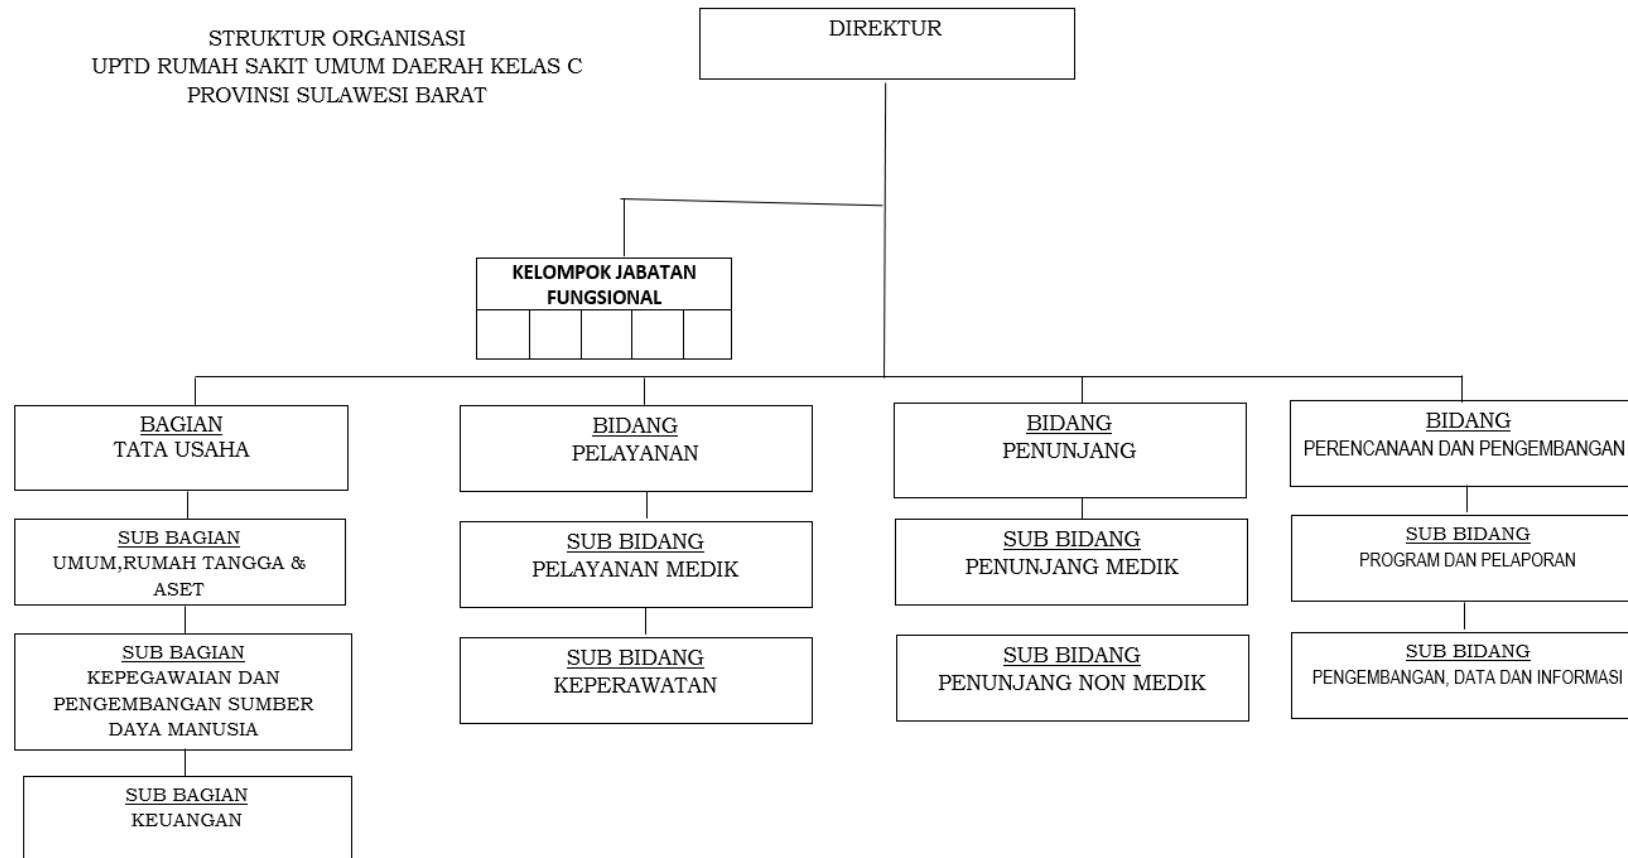 STRUKTUR ORGANISASI
UPTD RUMAH SAKIT UMUM DAERAH KELAS C
PROVINSI SULAWESI BARAT
DIREKTUR
KELOMPOK JABATAN
FUNGSIONAL
BAGIAN
TATA USAHA
SUB BAGIAN
UMUM,RUMAH TANGGA &
ASET
SUB BAGIAN
KEPEGAWAIAN DAN
PENGEMBANGAN SUMBER
DAYA MANUSIA
SUB BAGIAN
KEUANGAN
BIDANG
PELAYANAN
SUB BIDANG
PELAYANAN MEDIK
SUB BIDANG
KEPERAWATAN
BIDANG
PENUNJANG
SUB BIDANG
PENUNJANG MEDIK
SUB BIDANG
PENUNJANG NON MEDIK
BIDANG
PERENCANAAN DAN PENGEMBANGAN
SUB BIDANG
PROGRAM DAN PELAPORAN
SUB BIDANG
PENGEMBANGAN, DATA DAN INFORMASI